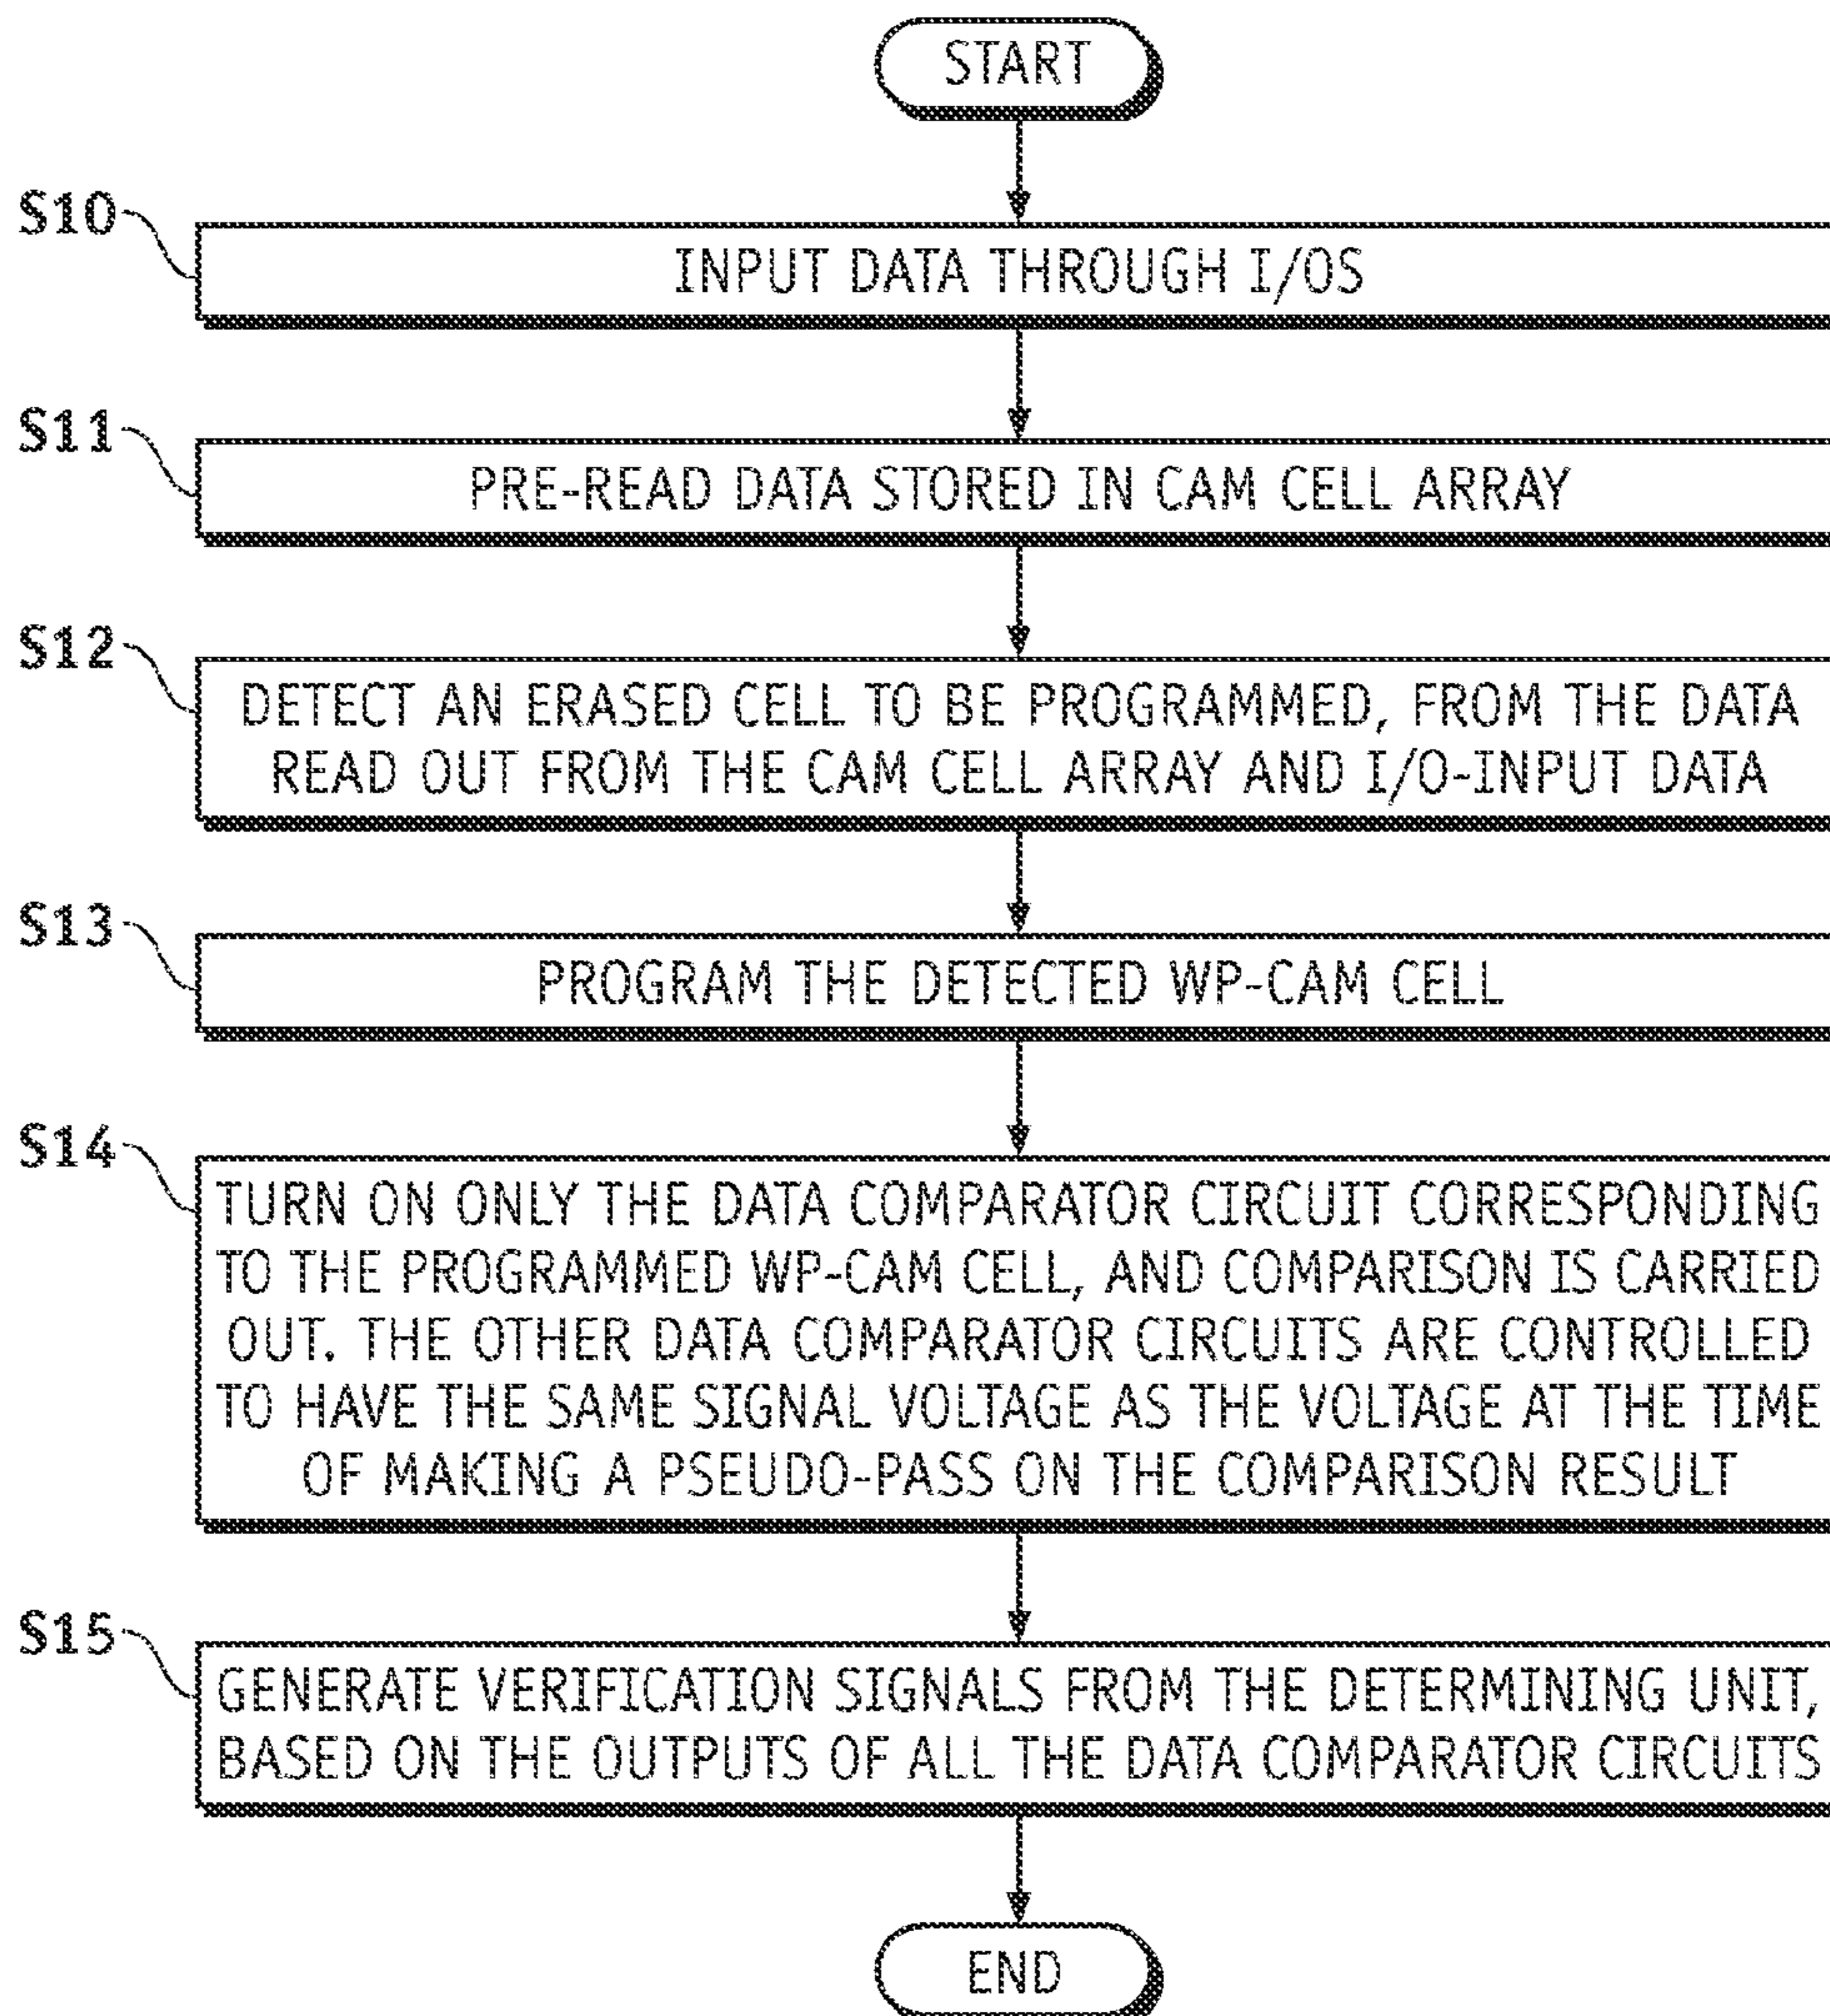 START
S10
INPUT DATA THROUGH I/OS
S11
PRE-READ DATA STORED IN CAM CELL ARRAY
S12
DETECT AN ERASED CELL TO BE PROGRAMMED, FROM THE DATA
READ OUT FROM THE CAM CELL ARRAY AND I/O-INPUT DATA
S13
PROGRAM THE DETECTED WP-CAM CELL
S14
TURN ON ONLY THE DATA COMPARATOR CIRCUIT CORRESPONDING
TO THE PROGRAMMED WP-CAM CELL, AND COMPARISON IS CARRIED
OUT. THE OTHER DATA COMPARATOR CIRCUITS ARE CONTROLLED
TO HAVE THE SAME SIGNAL VOLTAGE AS THE VOLTAGE AT THE TIME
OF MAKING A PSEUDO-PASS ON THE COMPARISON RESULT
S15
GENERATE VERIFICATION SIGNALS FROM THE DETERMINING UNIT,
BASED ON THE OUTPUTS OF ALL THE DATA COMPARATOR CIRCUITS
END